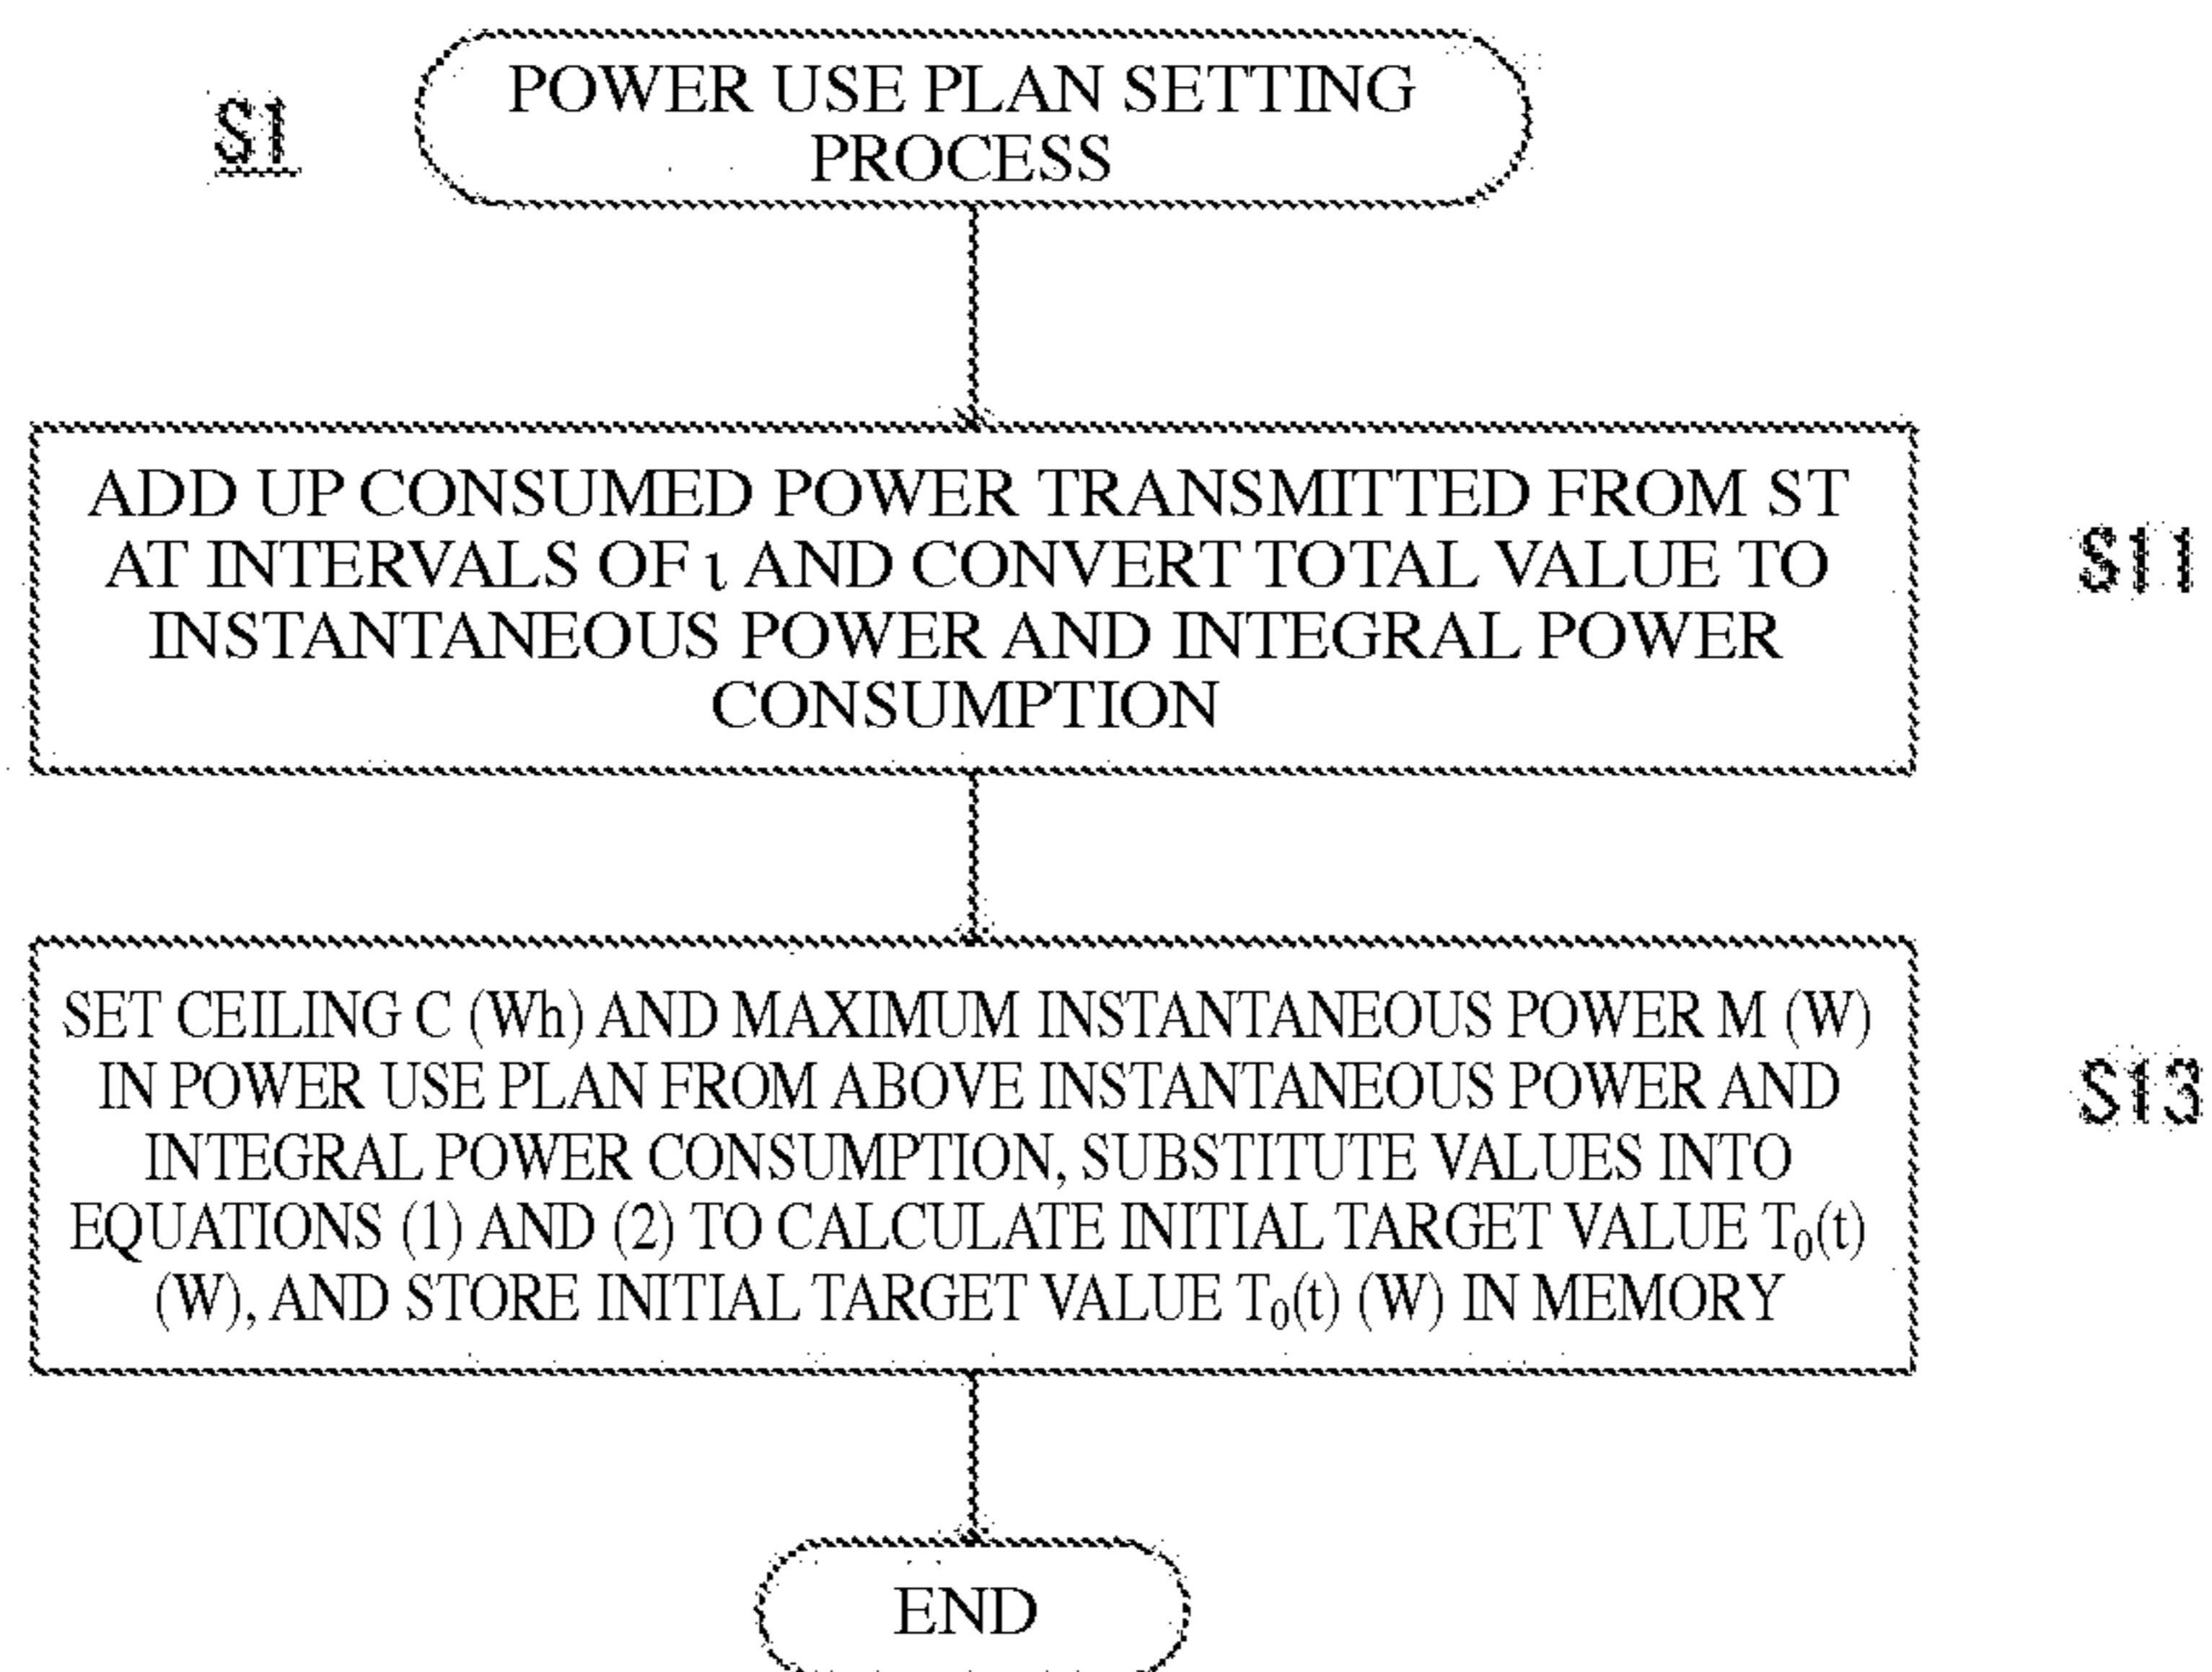 S1
POWER USE PLAN SETTING
PROCESS
ADD UP CONSUMED POWER TRANSMITTED FROM ST
AT INTERVALS OF ι AND CONVERT TOTAL VALUE TO
INSTANTANEOUS POWER AND INTEGRAL POWER
CONSUMPTION
S11
SET CEILING C (Wh) AND MAXIMUM INSTANTANEOUS POWER M (W)
IN POWER USE PLAN FROM ABOVE INSTANTANEOUS POWER AND
INTEGRAL POWER CONSUMPTION, SUBSTITUTE VALUES INTO
EQUATIONS (1) AND (2) TO CALCULATE INITIAL TARGET VALUE T₀(t)
(W), AND STORE INITIAL TARGET VALUE T₀(t) (W) IN MEMORY
S13
END